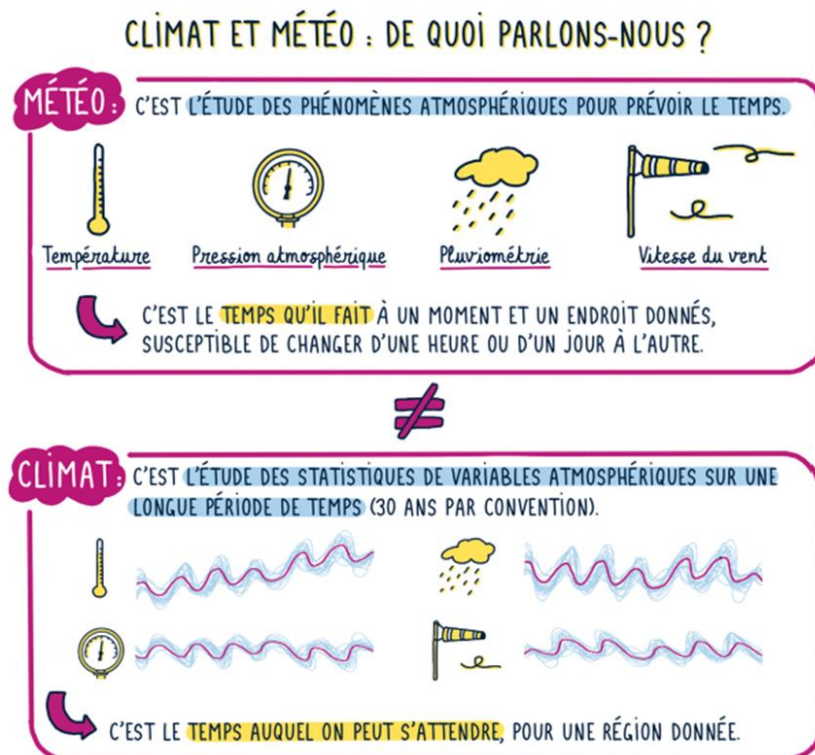 CLIMAT ET MÉTÉO : DE QUOI PARLONS-NOUS ?
MÉTÉO : C'EST L'ÉTUDE DES PHÉNOMÈNES ATMOSPHÉRIQUES POUR PRÉVOIR LE TEMPS.
Température
Pression atmosphérique
Pluviométrie
Vitesse du vent
C'EST LE TEMPS QU'IL FAIT À UN MOMENT ET UN ENDROIT DONNÉS,
SUSCEPTIBLE DE CHANGER D'UNE HEURE OU D'UN JOUR À L'AUTRE.
≠
CLIMAT : C'EST L'ÉTUDE DES STATISTIQUES DE VARIABLES ATMOSPHÉRIQUES SUR UNE
LONGUE PÉRIODE DE TEMPS (30 ANS PAR CONVENTION).
C'EST LE TEMPS AUQUEL ON PEUT S'ATTENDRE, POUR UNE RÉGION DONNÉE.